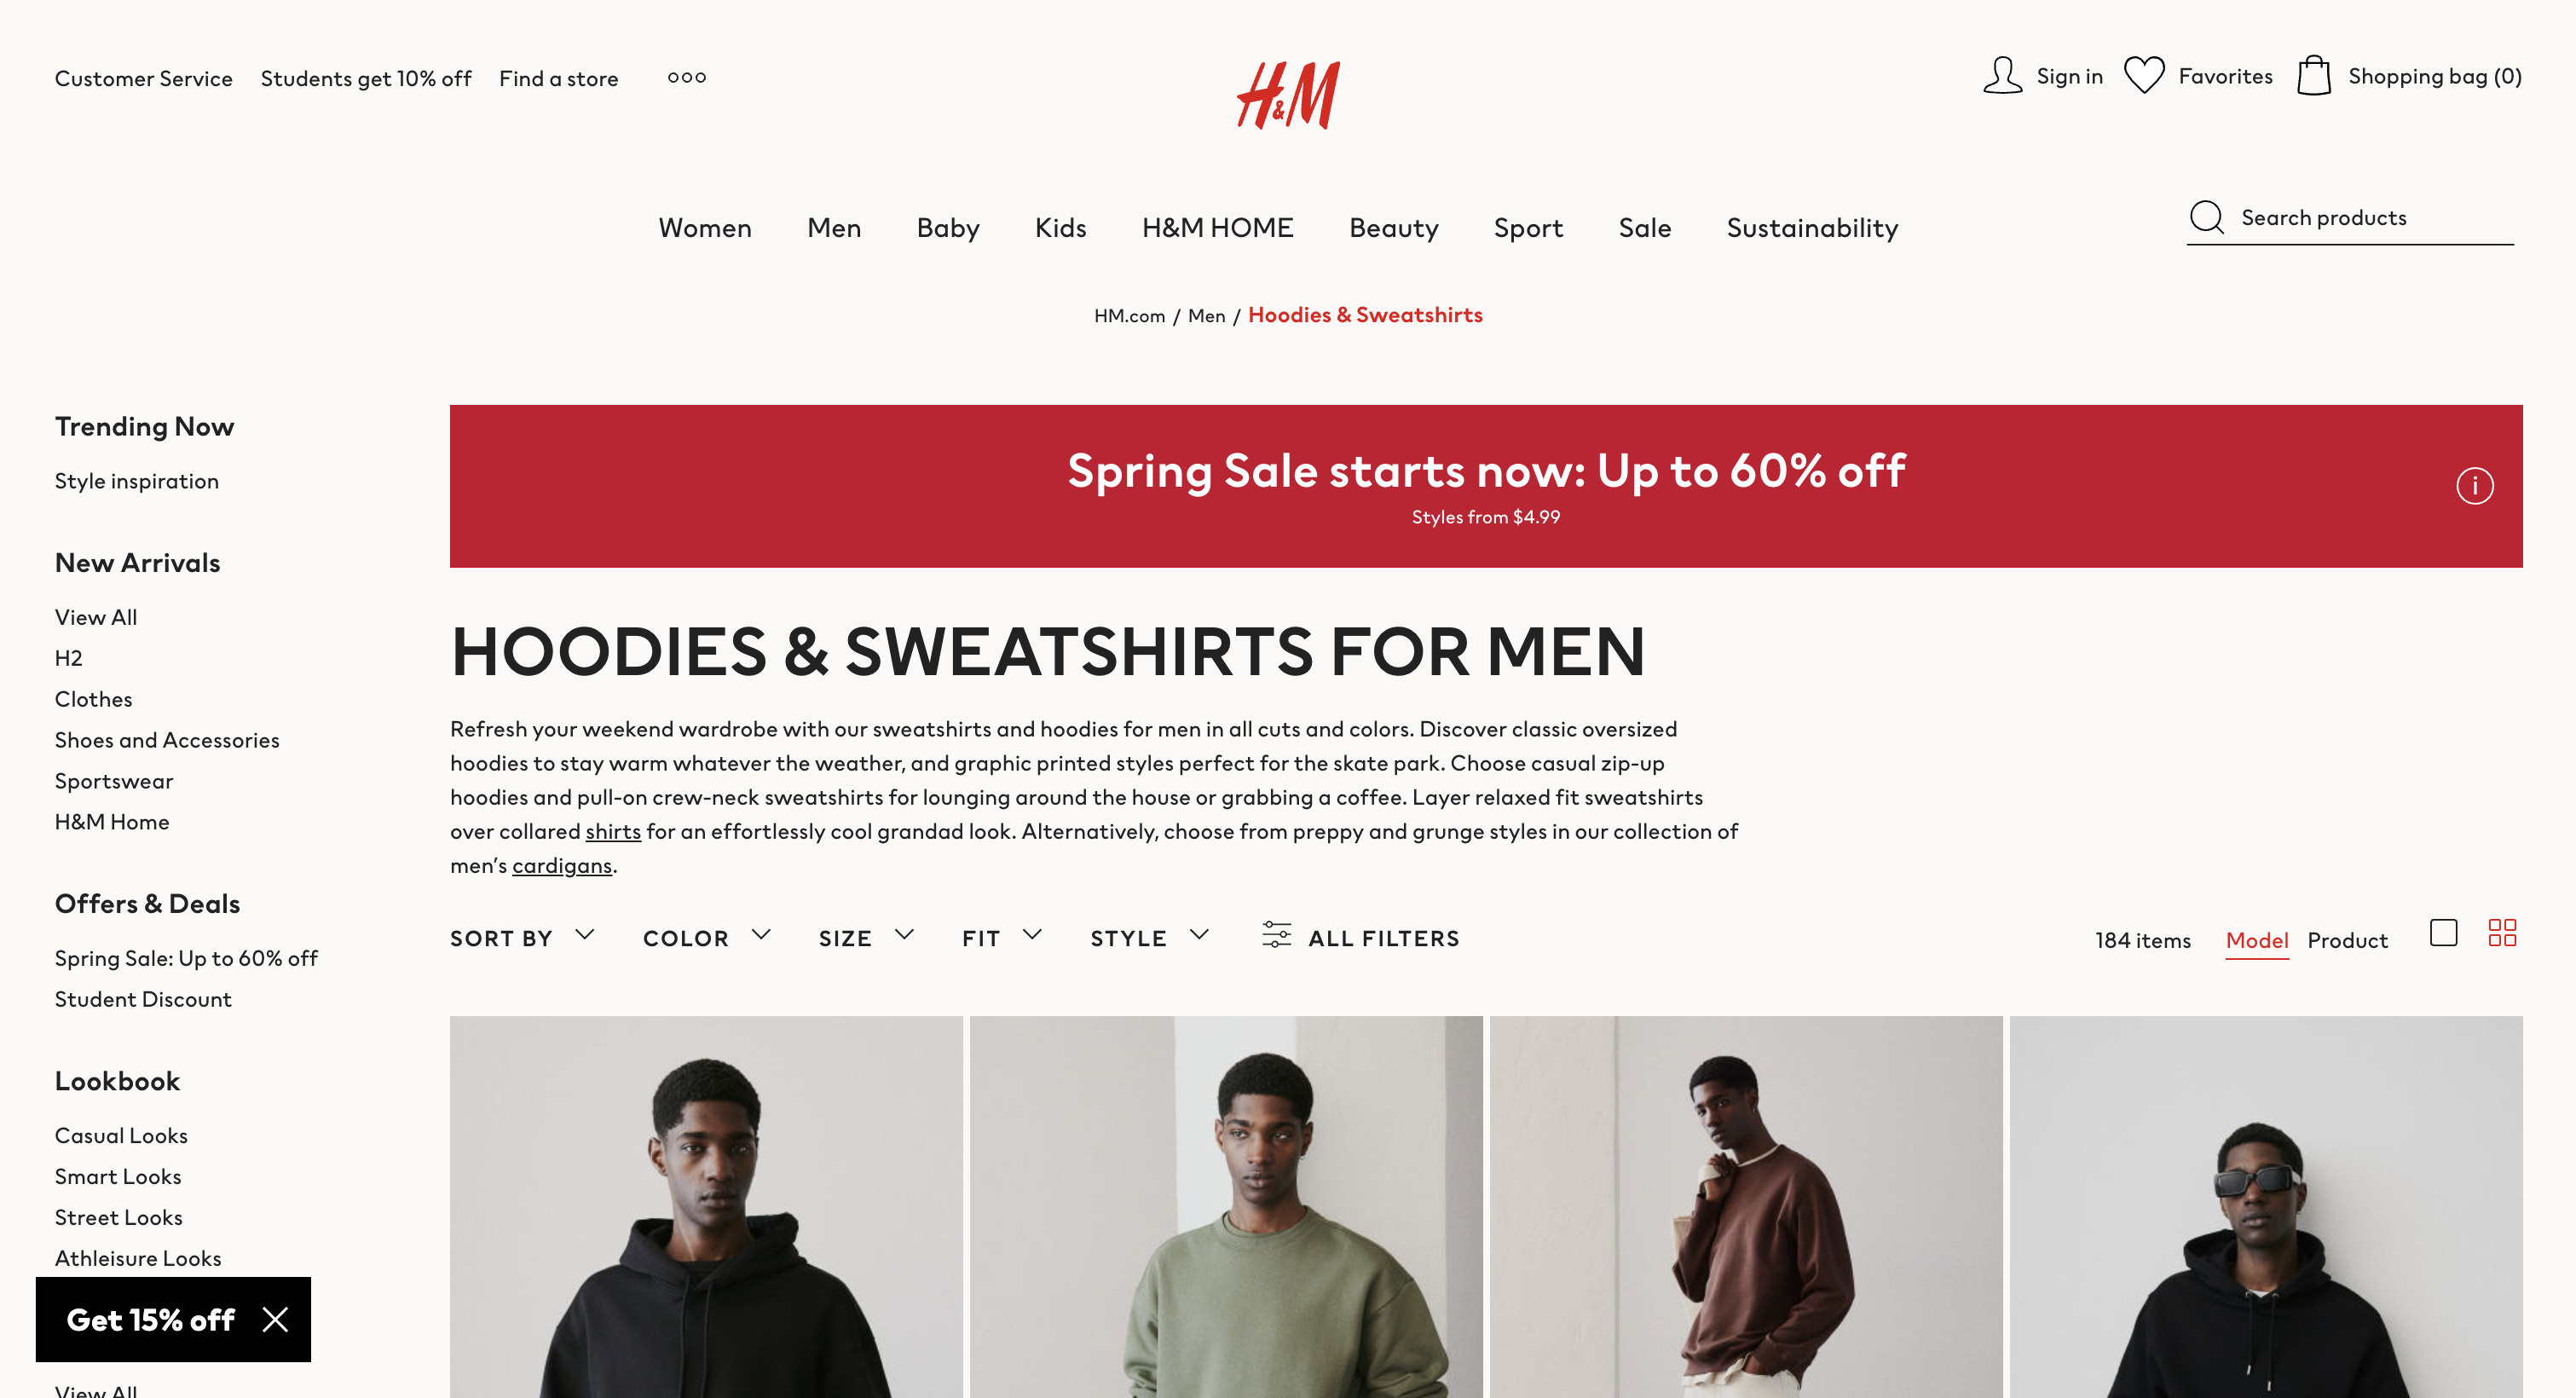 Customer Service Students get 10% off Find a store
H&M
Sign in Favorites Shopping bag (0)
Women Men Baby Kids H&M HOME Beauty Sport Sale Sustainability
Search products
HM.com / Men / Hoodies & Sweatshirts
Trending Now
Style inspiration
New Arrivals
View All
H2
Clothes
Shoes and Accessories
Sportswear
H&M Home
Offers & Deals
Spring Sale: Up to 60% off
Student Discount
Lookbook
Casual Looks
Smart Looks
Street Looks
Athleisure Looks
Get 15% off
View All
Spring Sale starts now: Up to 60% off
Styles from $4.99
HOODIES & SWEATSHIRTS FOR MEN
Refresh your weekend wardrobe with our sweatshirts and hoodies for men in all cuts and colors. Discover classic oversized
hoodies to stay warm whatever the weather, and graphic printed styles perfect for the skate park. Choose casual zip-up
hoodies and pull-on crew-neck sweatshirts for lounging around the house or grabbing a coffee. Layer relaxed fit sweatshirts
over collared shirts for an effortlessly cool grandad look. Alternatively, choose from preppy and grunge styles in our collection of
men’s cardigans.
SORT BY COLOR SIZE FIT STYLE ALL FILTERS
184 items Model Product